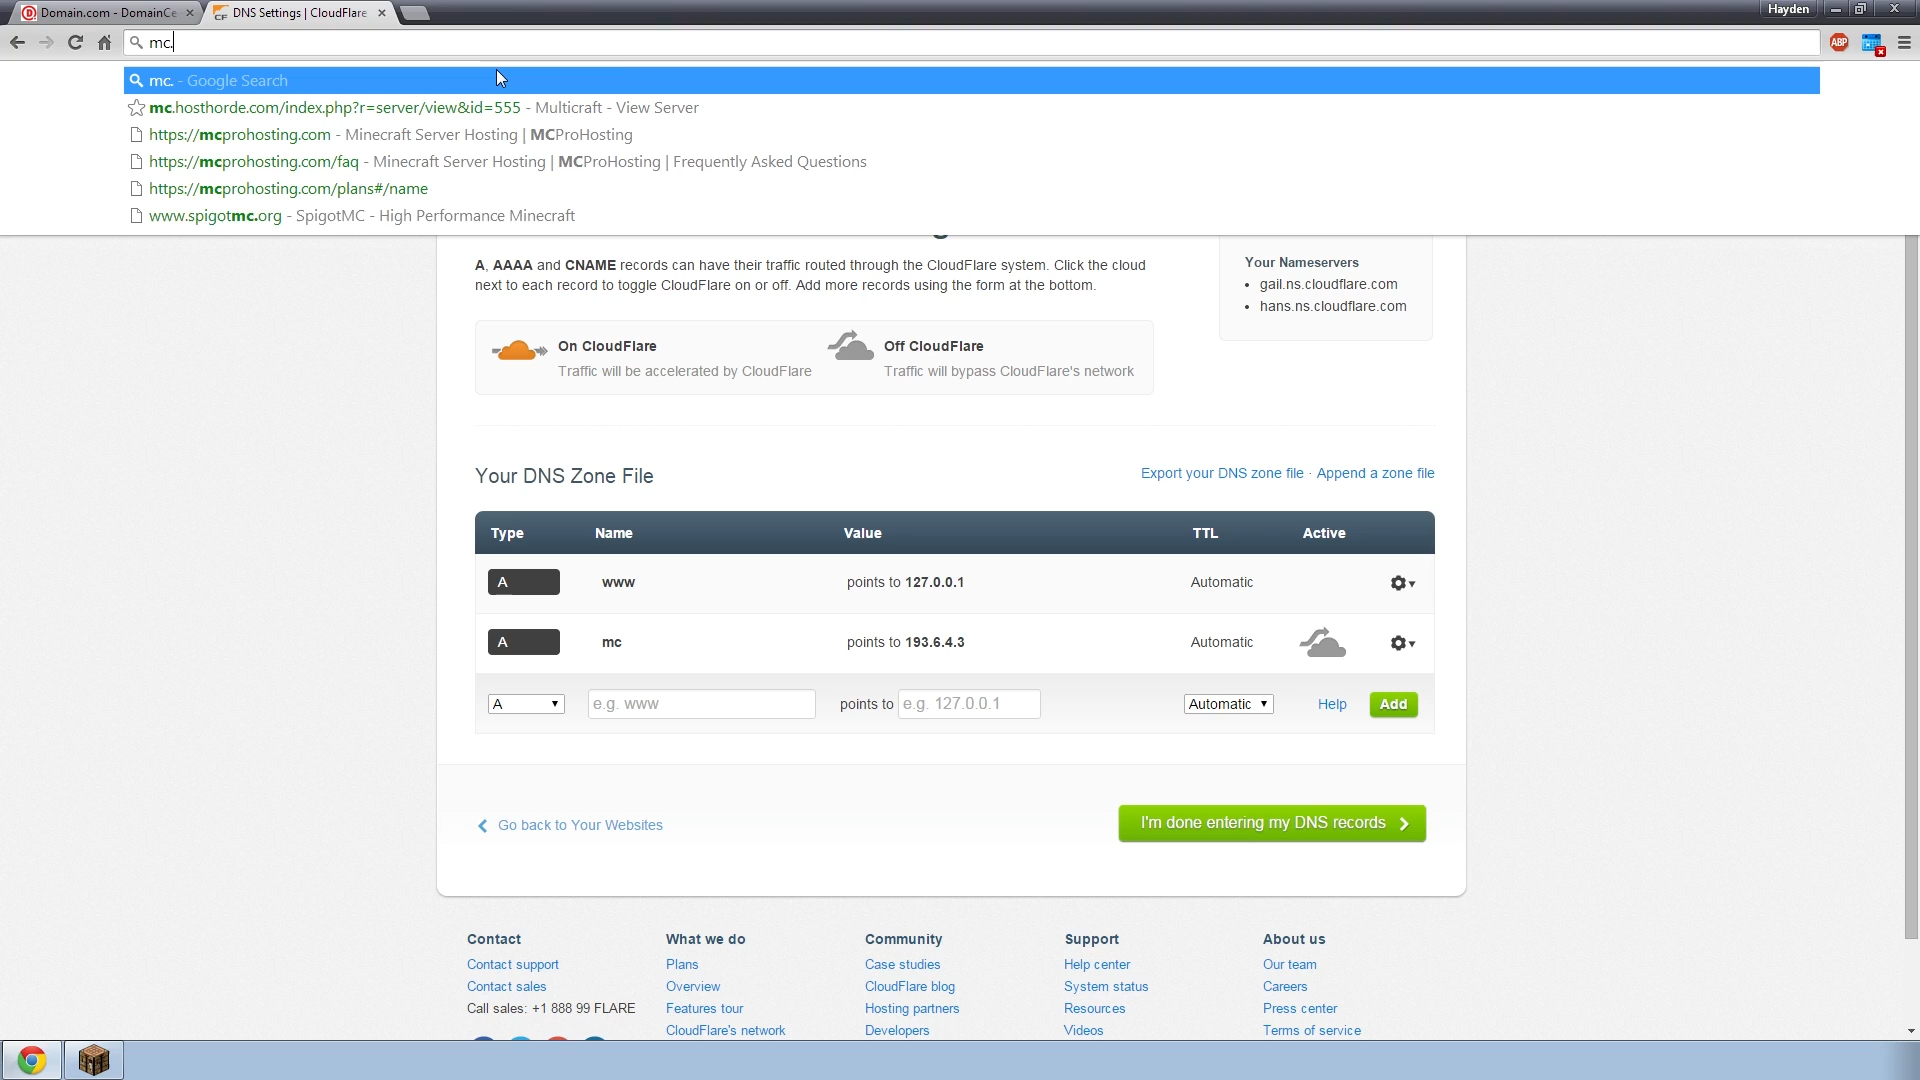 Domain.com - DomainCe
DNS Settings | CloudFlare
Hayden
mc.
ABP
mc. - Google Search
mc.hosthorde.com/index.php?r=server/view&id=555 - Multicraft - View Server
https://mcprohosting.com - Minecraft Server Hosting | MCProHosting
https://mcprohosting.com/faq - Minecraft Server Hosting | MCProHosting | Frequently Asked Questions
https://mcprohosting.com/plans#/name
www.spigotmc.org - SpigotMC - High Performance Minecraft
A, AAAA and CNAME records can have their traffic routed through the CloudFlare system. Click the cloud
next to each record to toggle CloudFlare on or off. Add more records using the form at the bottom.
Your Nameservers
gail.ns.cloudflare.com
hans.ns.cloudflare.com
On CloudFlare
Traffic will be accelerated by CloudFlare
Off CloudFlare
Traffic will bypass CloudFlare's network
Your DNS Zone File
Export your DNS zone file · Append a zone file
Type Name Value TTL Active
A www points to 127.0.0.1 Automatic
A mc points to 193.6.4.3 Automatic
A e.g. www points to e.g. 127.0.0.1 Automatic Help Add
Go back to Your Websites
I'm done entering my DNS records
Contact
Contact support
Contact sales
Call sales: +1 888 99 FLARE
What we do
Plans
Overview
Features tour
CloudFlare's network
Community
Case studies
CloudFlare blog
Hosting partners
Developers
Support
Help center
System status
Resources
Videos
About us
Our team
Careers
Press center
Terms of service